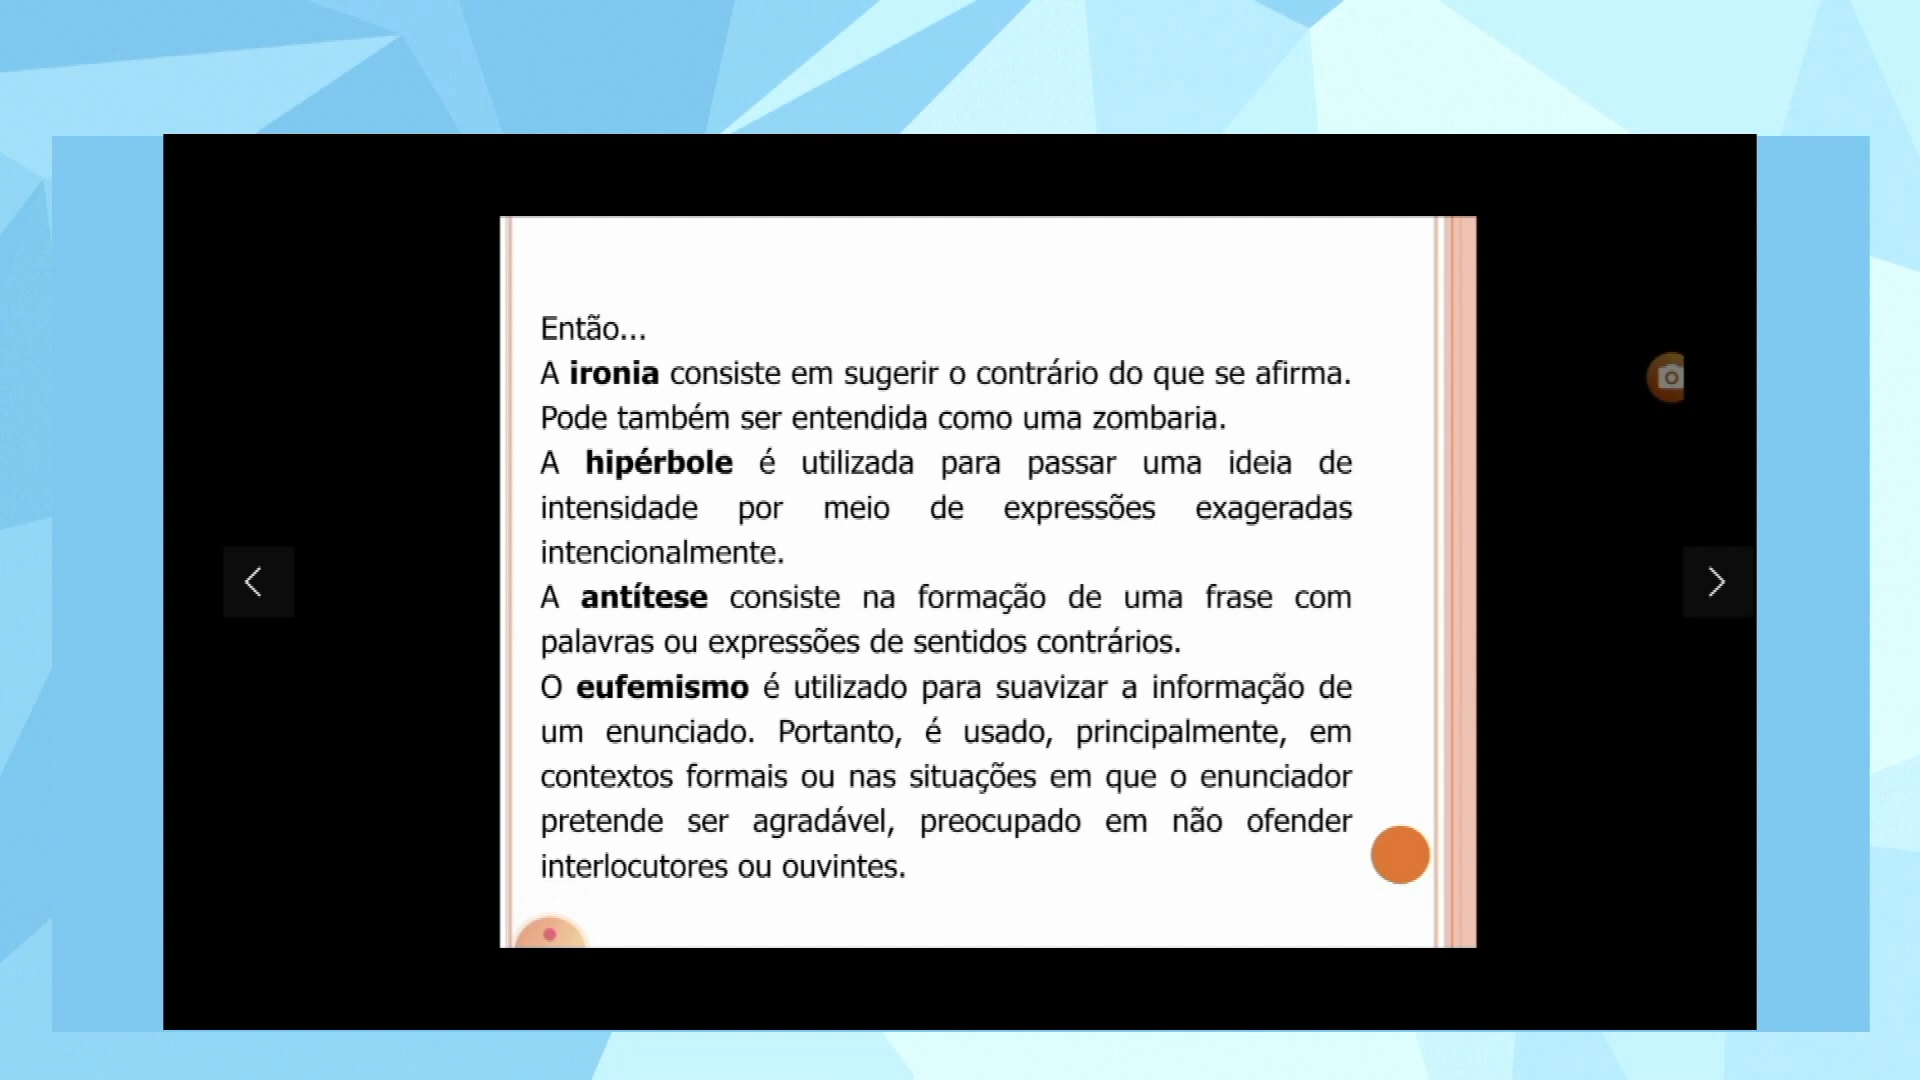 Então...
A ironia consiste em sugerir o contrário do que se afirma.
Pode também ser entendida como uma zombaria.
A hipérbole é utilizada para passar uma ideia de
intensidade por meio de expressões exageradas
intencionalmente.
A antítese consiste na formação de uma frase com
palavras ou expressões de sentidos contrários.
O eufemismo é utilizado para suavizar a informação de
um enunciado. Portanto, é usado, principalmente, em
contextos formais ou nas situações em que o enunciador
pretende ser agradável, preocupado em não ofender
interlocutores ou ouvintes.